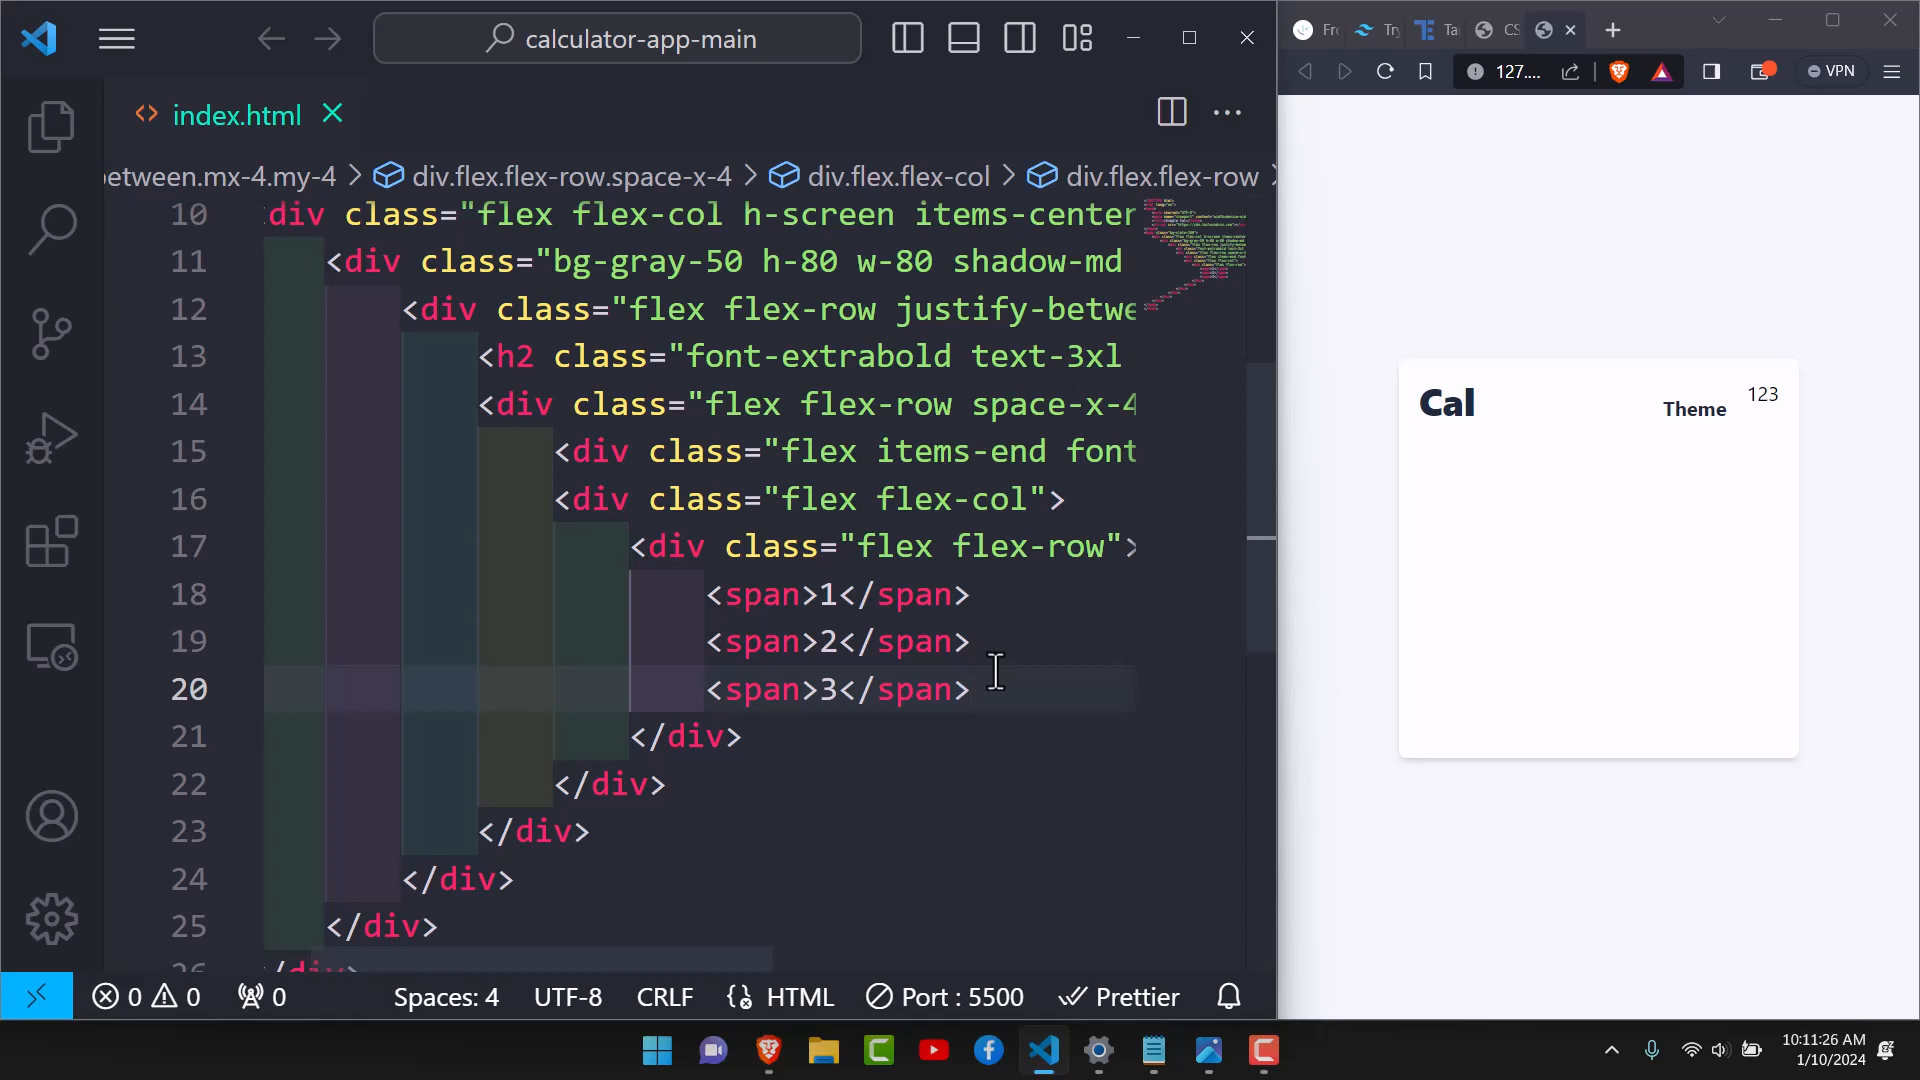 calculator-app-main
Fr
Try
Ta
CS
index.html
127....
VPN
etween.mx-4.my-4 > div.flex.flex-row.space-x-4 > div.flex.flex-col > div.flex.flex-row >
10 div class="flex flex-col h-screen items-center
11 <div class="bg-gray-50 h-80 w-80 shadow-md
12 <div class="flex flex-row justify-betwe
13 <h2 class="font-extrabold text-3xl
14 <div class="flex flex-row space-x-4
15 <div class="flex items-end font
16 <div class="flex flex-col">
17 <div class="flex flex-row">
18 <span>1</span>
19 <span>2</span>
20 <span>3</span>
21 </div>
22 </div>
23 </div>
24 </div>
25 </div>
26 </div>
Cal
Theme
123
0 0 0 Spaces: 4 UTF-8 CRLF HTML Port : 5500 Prettier
10:11:26 AM
1/10/2024